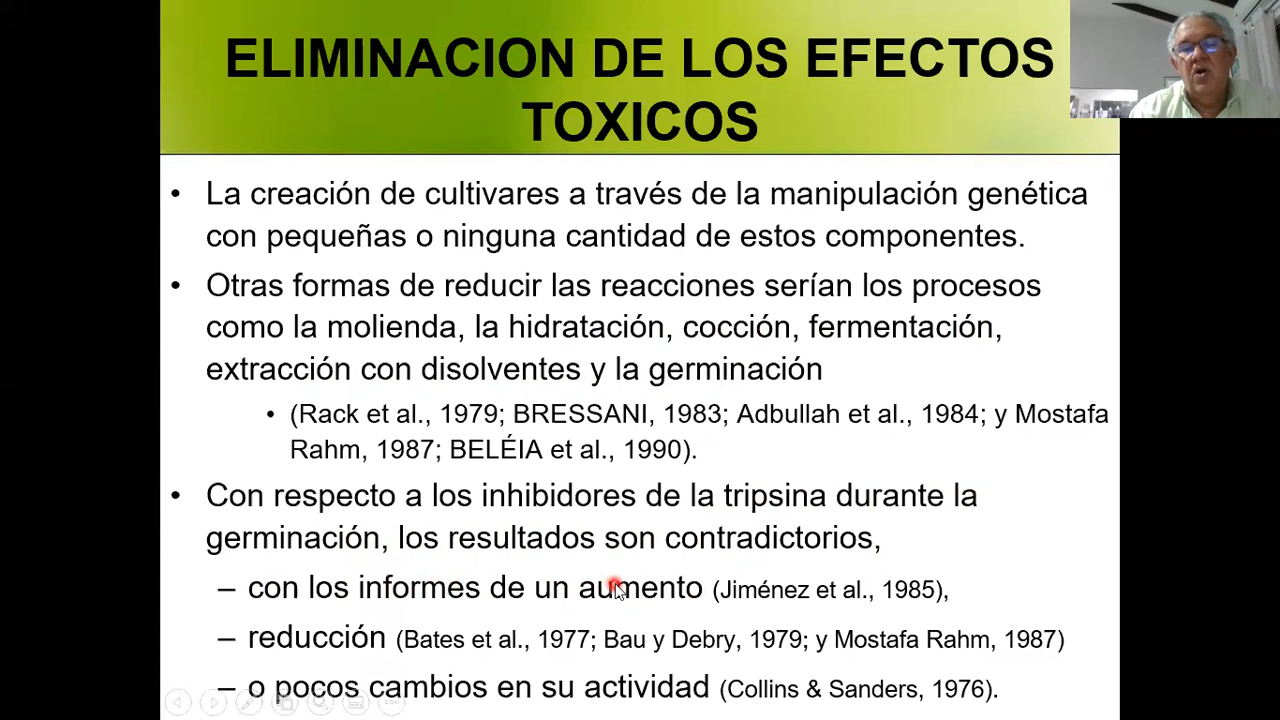 ELIMINACION DE LOS EFECTOS
TOXICOS
• La creación de cultivares a través de la manipulación genética
con pequeñas o ninguna cantidad de estos componentes.
• Otras formas de reducir las reacciones serían los procesos
como la molienda, la hidratación, cocción, fermentación,
extracción con disolventes y la germinación
• (Rack et al., 1979; BRESSANI, 1983; Adbullah et al., 1984; y Mostafa
Rahm, 1987; BELÉIA et al., 1990).
• Con respecto a los inhibidores de la tripsina durante la
germinación, los resultados son contradictorios,
– con los informes de un aumento (Jiménez et al., 1985),
– reducción (Bates et al., 1977; Bau y Debry, 1979; y Mostafa Rahm, 1987)
– o pocos cambios en su actividad (Collins & Sanders, 1976).